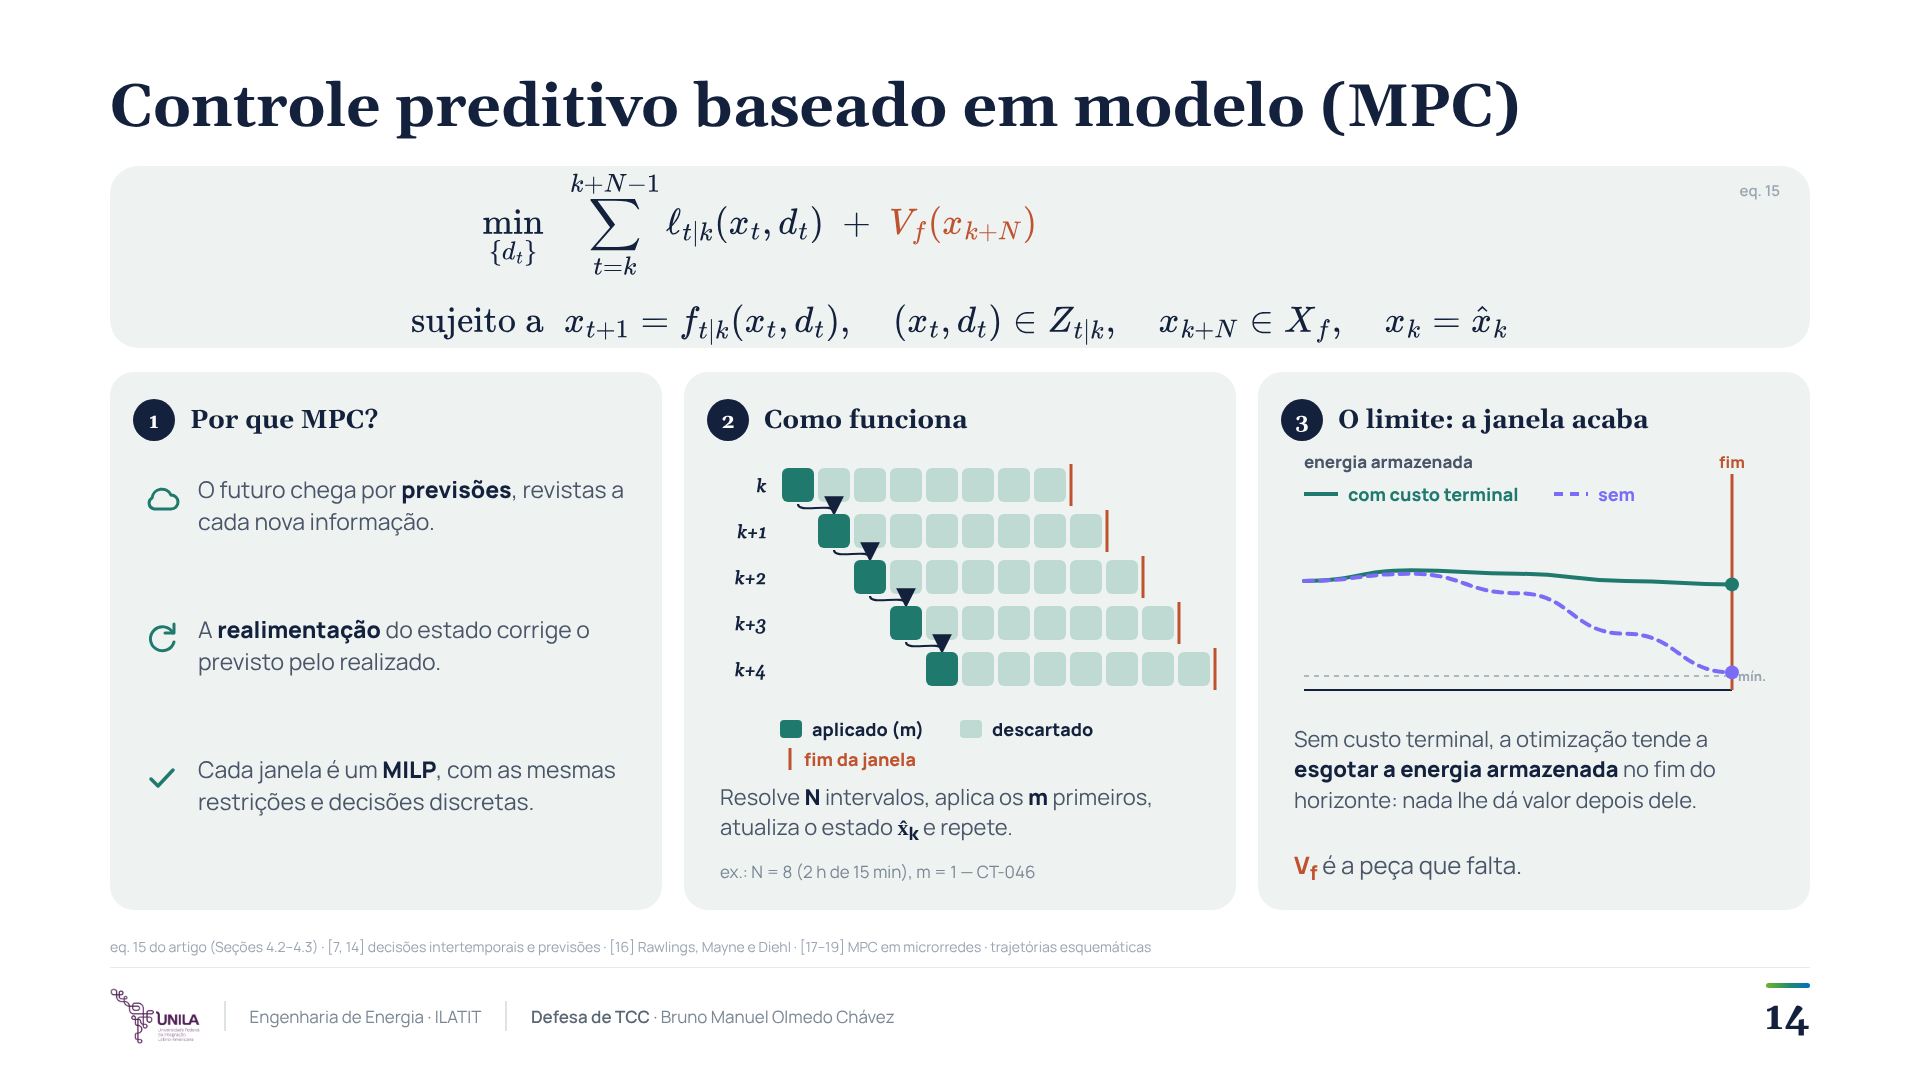 Controle preditivo baseado em modelo (MPC)
eq. 15
min_{d_t} ∑_{t=k}^{k+N−1} ℓ_{t|k}(x_t, d_t) + V_f(x_{k+N})
sujeito a x_{t+1} = f_{t|k}(x_t, d_t), (x_t, d_t) ∈ Z_{t|k}, x_{k+N} ∈ X_f, x_k = x̂_k
1 Por que MPC?
O futuro chega por previsões, revistas a
cada nova informação.
A realimentação do estado corrige o
previsto pelo realizado.
Cada janela é um MILP, com as mesmas
restrições e decisões discretas.
2 Como funciona
k
k+1
k+2
k+3
k+4
aplicado (m) descartado
fim da janela
Resolve N intervalos, aplica os m primeiros,
atualiza o estado x̂_k e repete.
ex.: N = 8 (2 h de 15 min), m = 1 — CT-046
3 O limite: a janela acaba
energia armazenada fim
com custo terminal sem
mín.
Sem custo terminal, a otimização tende a
esgotar a energia armazenada no fim do
horizonte: nada lhe dá valor depois dele.
V_f é a peça que falta.
eq. 15 do artigo (Seções 4.2–4.3) · [7, 14] decisões intertemporais e previsões · [16] Rawlings, Mayne e Diehl · [17–19] MPC em microrredes · trajetórias esquemáticas
UNILA
Universidade Federal
da Integração
Latino-Americana
Engenharia de Energia · ILATIT
Defesa de TCC · Bruno Manuel Olmedo Chávez
14